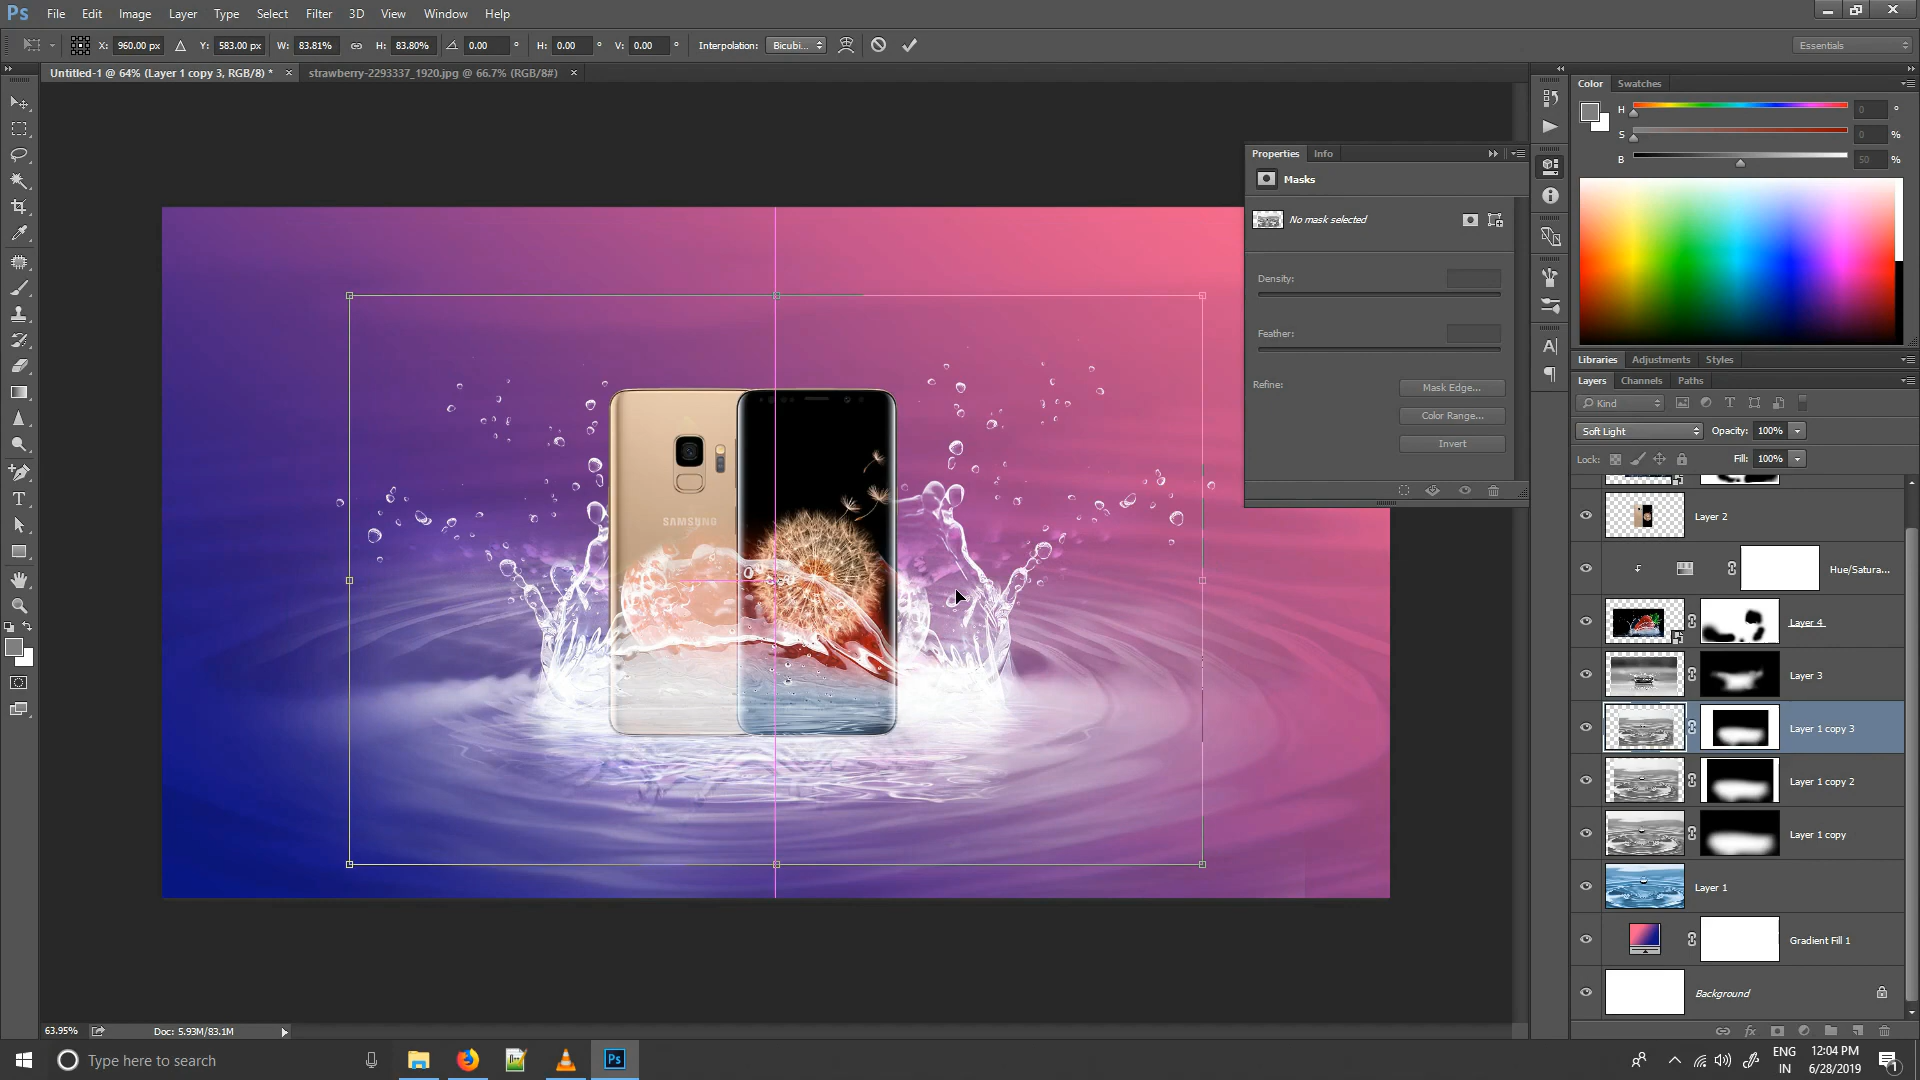 Ps File Edit Image Layer Type Select Filter 3D View Window Help
X: 960.00 px Y: 583.00 px W: 83.81% H: 83.80% 0.00 ° H: 0.00 ° V: 0.00 ° Interpolation: Bicubi... Essentials
Untitled-1 @ 64% (Layer 1 copy 3, RGB/8) * × strawberry-2293337_1920.jpg @ 66.7% (RGB/8#) ×
Color Swatches
H 0 °
S 0 %
B 50 %
Properties Info
Masks
No mask selected
Density:
Feather:
Refine: Mask Edge...
Color Range...
Invert
SAMSUNG
Libraries Adjustments Styles
Layers Channels Paths
Kind
Soft Light Opacity: 100%
Lock: Fill: 100%
Layer 2
Hue/Satura...
Layer 4
Layer 3
Layer 1 copy 3
Layer 1 copy 2
Layer 1 copy
Layer 1
Gradient Fill 1
Background
63.95% Doc: 5.93M/83.1M
Type here to search
Ps
ENG
IN
12:04 PM
6/28/2019
1